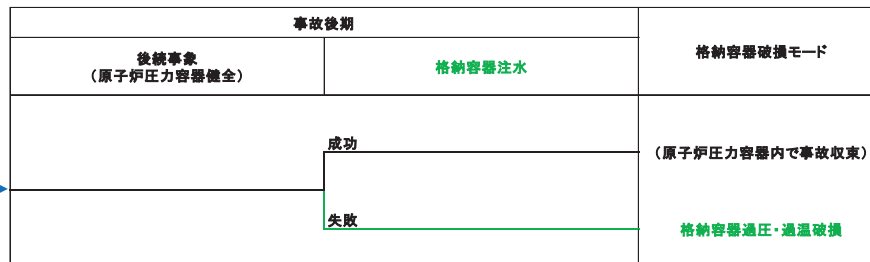 事故後期
後続事象
（原子炉圧力容器健全）
格納容器注水
格納容器破損モード
成功
（原子炉圧力容器内で事故収束）
失敗
格納容器過圧・過温破損